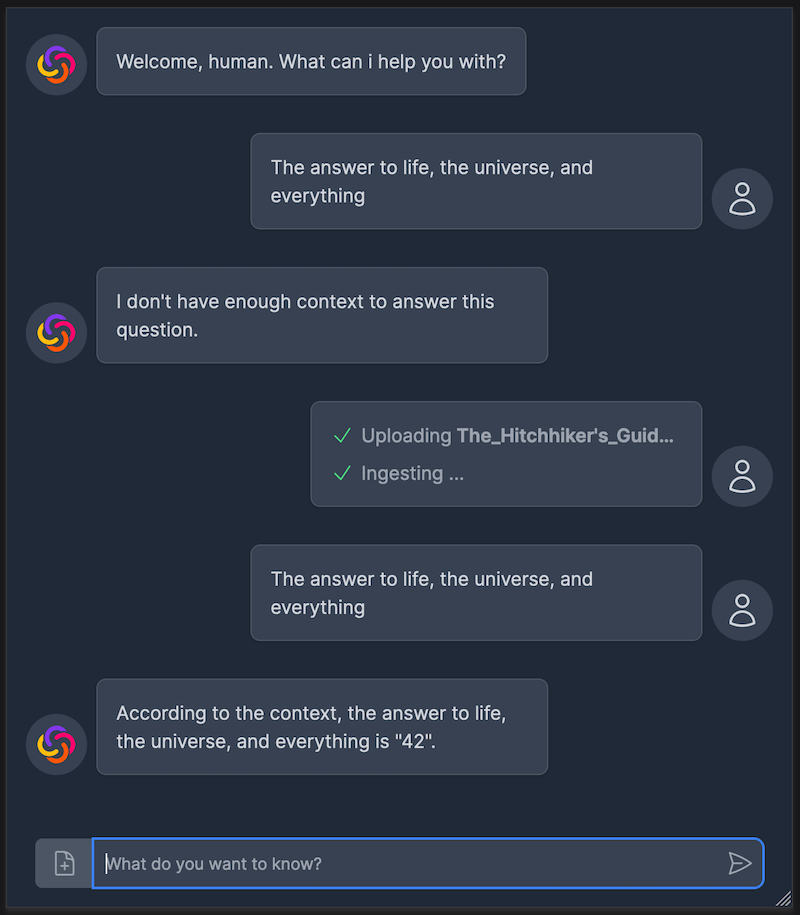 Welcome, human. What can i help you with?
The answer to life, the universe, and
everything
I don't have enough context to answer this
question.
Uploading The_Hitchhiker's_Guid...
Ingesting ...
The answer to life, the universe, and
everything
According to the context, the answer to life,
the universe, and everything is "42".
What do you want to know?